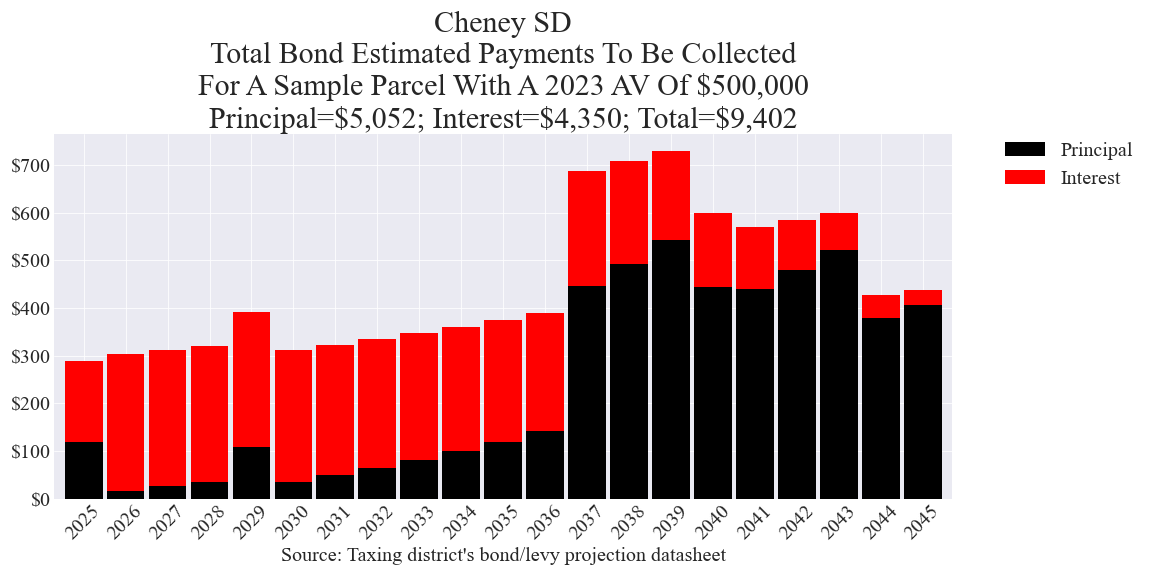 Cheney SD
Total Bond Estimated Payments To Be Collected
For A Sample Parcel With A 2023 AV Of $500,000
Principal=$5,052; Interest=$4,350; Total=$9,402
Principal
Interest
$700
$600
$500
$400
$300
$200
$100
$0
2025 2026 2027 2028 2029 2030 2031 2032 2033 2034 2035 2036 2037 2038 2039 2040 2041 2042 2043 2044 2045
Source: Taxing district's bond/levy projection datasheet